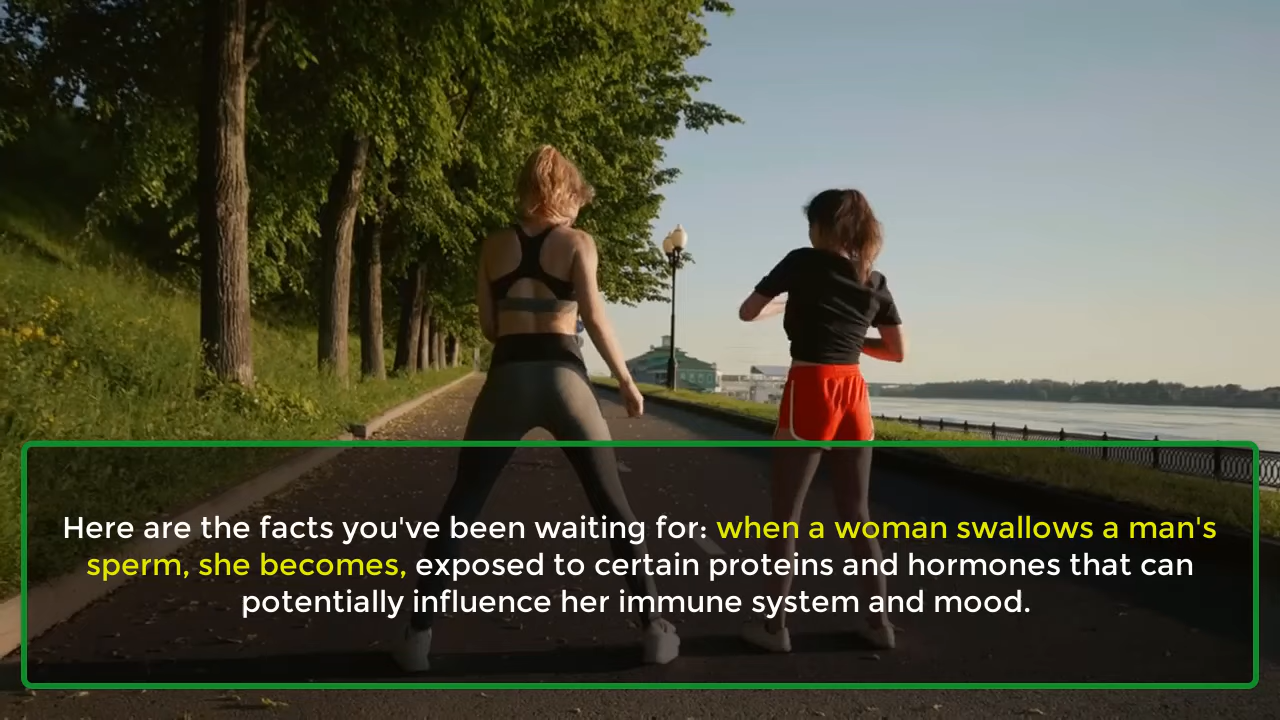 Here are the facts you've been waiting for: when a woman swallows a man's
sperm, she becomes, exposed to certain proteins and hormones that can
potentially influence her immune system and mood.